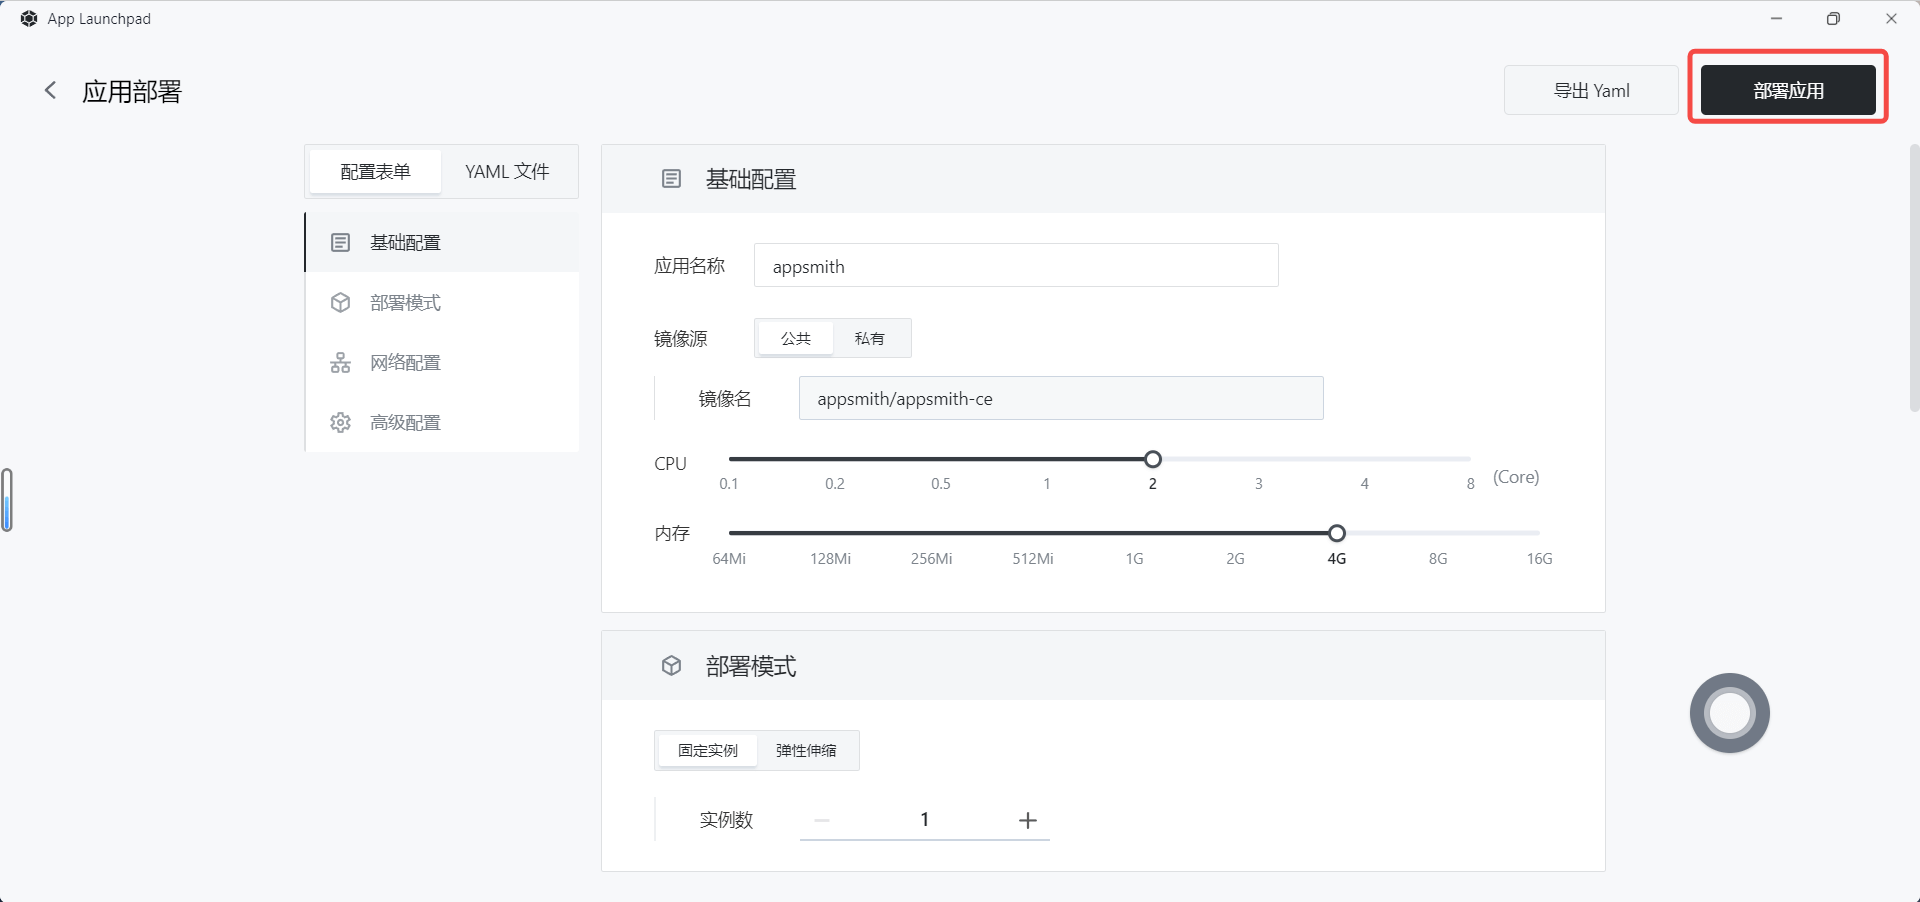 App Launchpad
应用部署
导出 Yaml
部署应用
配置表单
YAML 文件
基础配置
部署模式
网络配置
高级配置
基础配置
应用名称
appsmith
镜像源
公共
私有
镜像名
appsmith/appsmith-ce
CPU
0.1 0.2 0.5 1 2 3 4 8 (Core)
内存
64Mi 128Mi 256Mi 512Mi 1G 2G 4G 8G 16G
部署模式
固定实例
弹性伸缩
实例数
1